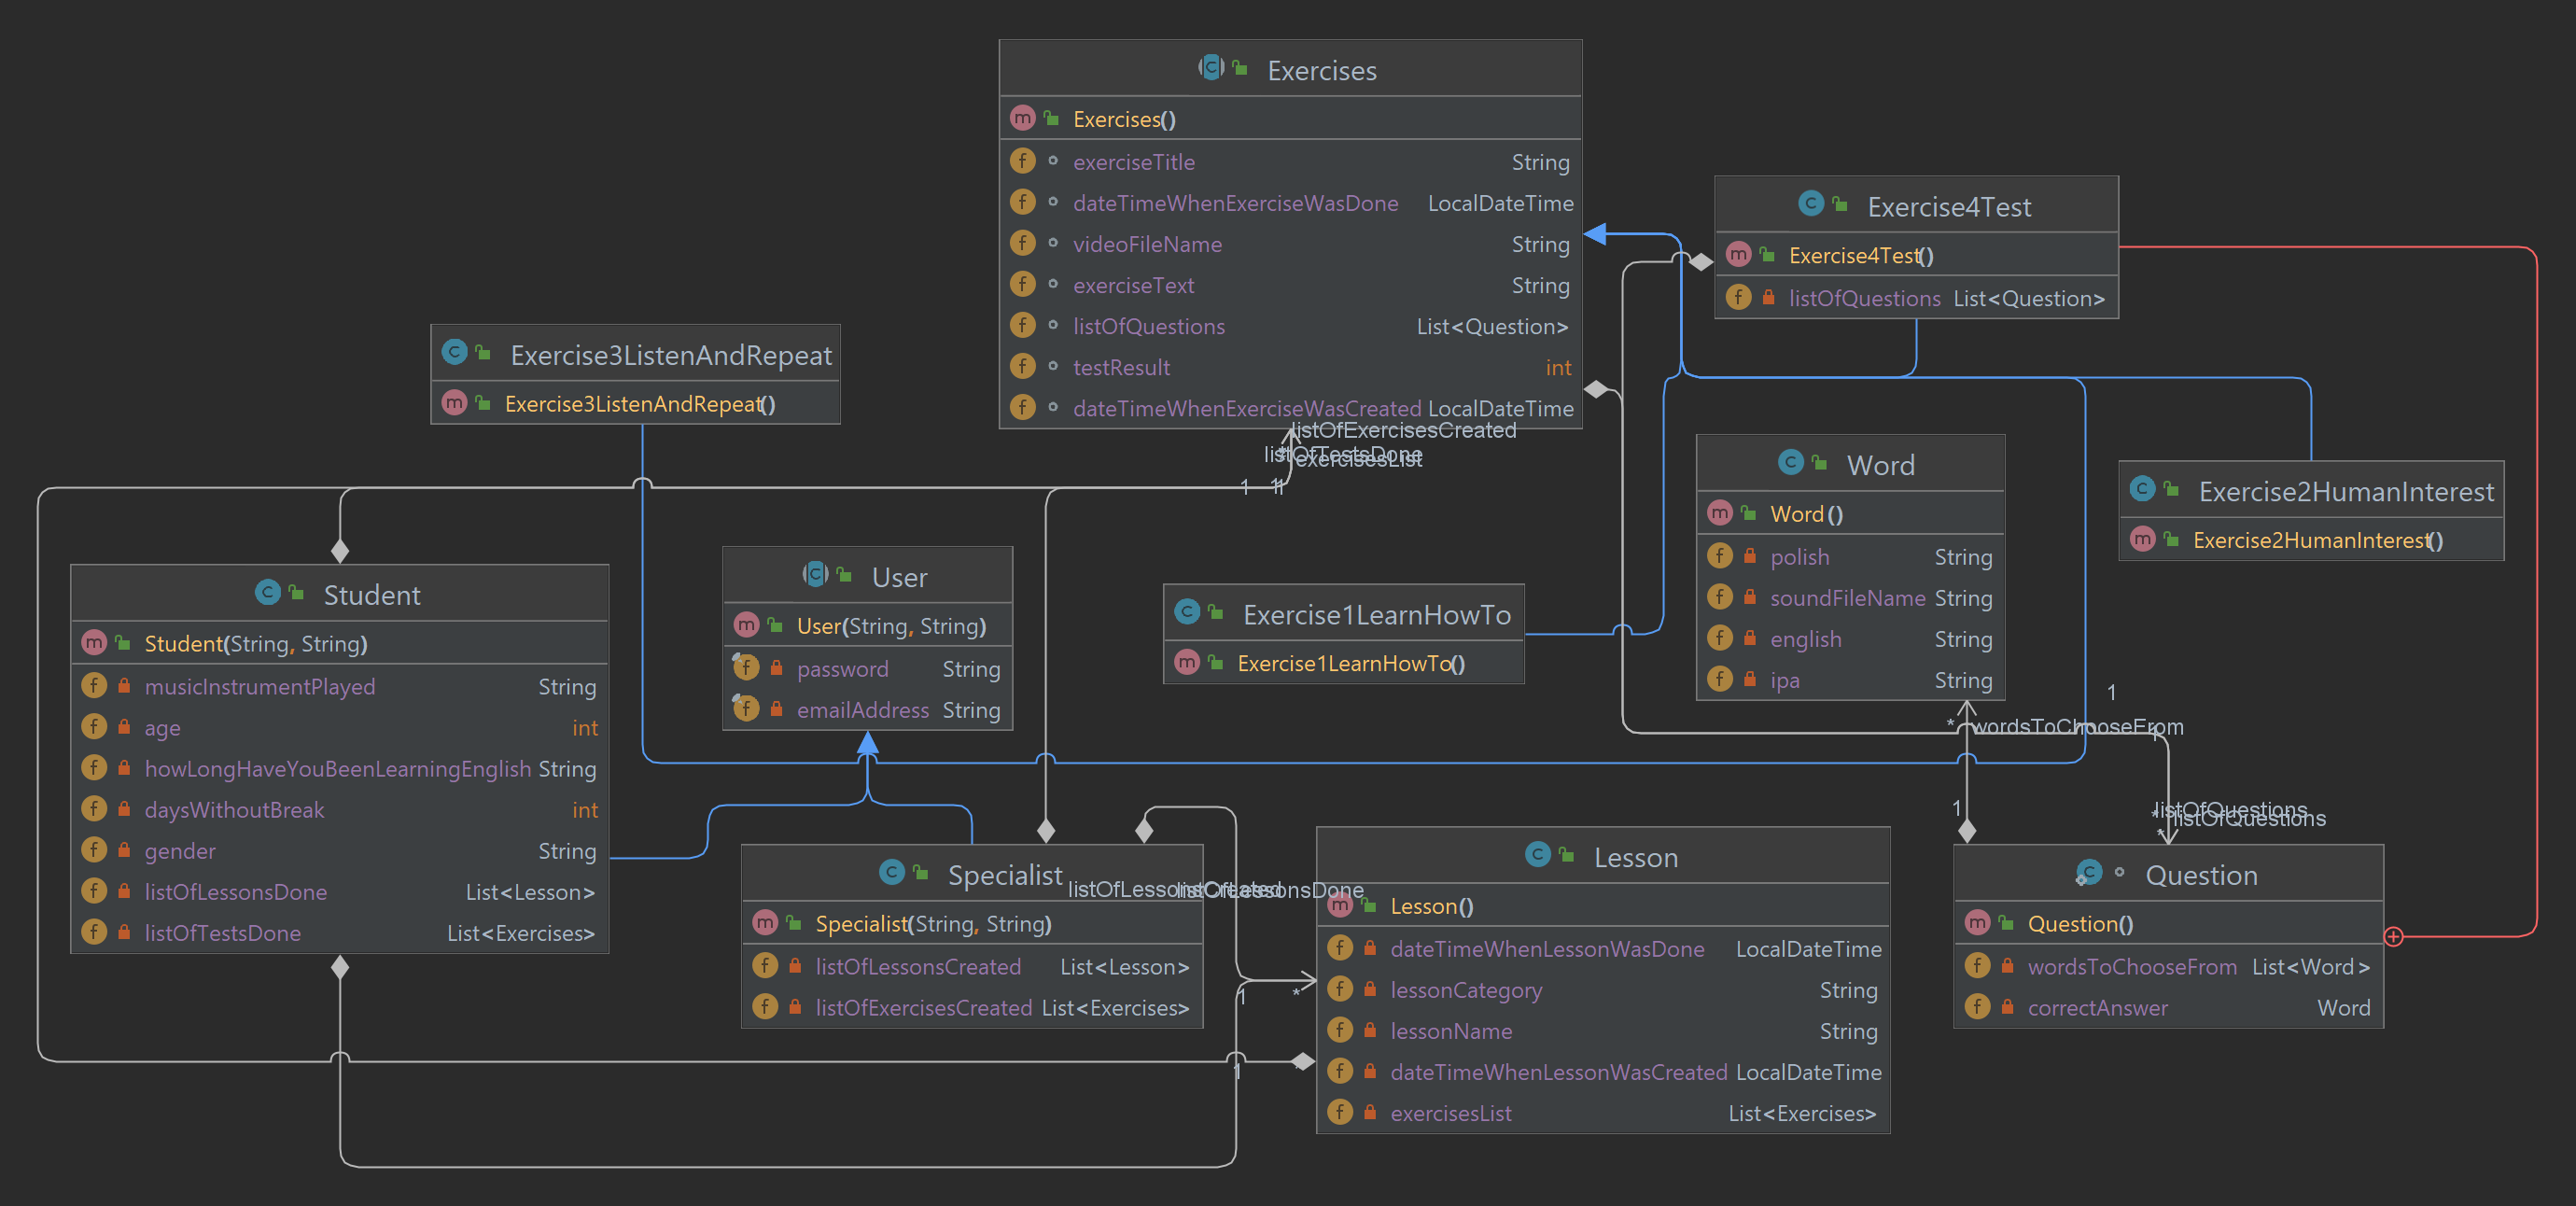 Exercises
Exercises()
exerciseTitle String
dateTimeWhenExerciseWasDone LocalDateTime
videoFileName String
exerciseText String
listOfQuestions List<Question>
testResult int
dateTimeWhenExerciseWasCreated LocalDateTime
Exercise4Test
Exercise4Test()
listOfQuestions List<Question>
Exercise3ListenAndRepeat
Exercise3ListenAndRepeat()
listOfExercisesCreated
listOfTestsDone
* exercisesList
1 1 1
Word
Word()
polish String
soundFileName String
english String
ipa String
Exercise2HumanInterest
Exercise2HumanInterest()
Student
Student(String, String)
musicInstrumentPlayed String
age int
howLongHaveYouBeenLearningEnglish String
daysWithoutBreak int
gender String
listOfLessonsDone List<Lesson>
listOfTestsDone List<Exercises>
User
User(String, String)
password String
emailAddress String
Exercise1LearnHowTo
Exercise1LearnHowTo()
1
* wordsToChooseFrom
1
1
listOfQuestions
* listOfQuestions
*
Specialist
Specialist(String, String)
listOfLessonsCreated List<Lesson>
listOfExercisesCreated List<Exercises>
listOfLessonsCreated
listOfLessonsDone
1 *
1 *
Lesson
Lesson()
dateTimeWhenLessonWasDone LocalDateTime
lessonCategory String
lessonName String
dateTimeWhenLessonWasCreated LocalDateTime
exercisesList List<Exercises>
Question
Question()
wordsToChooseFrom List<Word>
correctAnswer Word